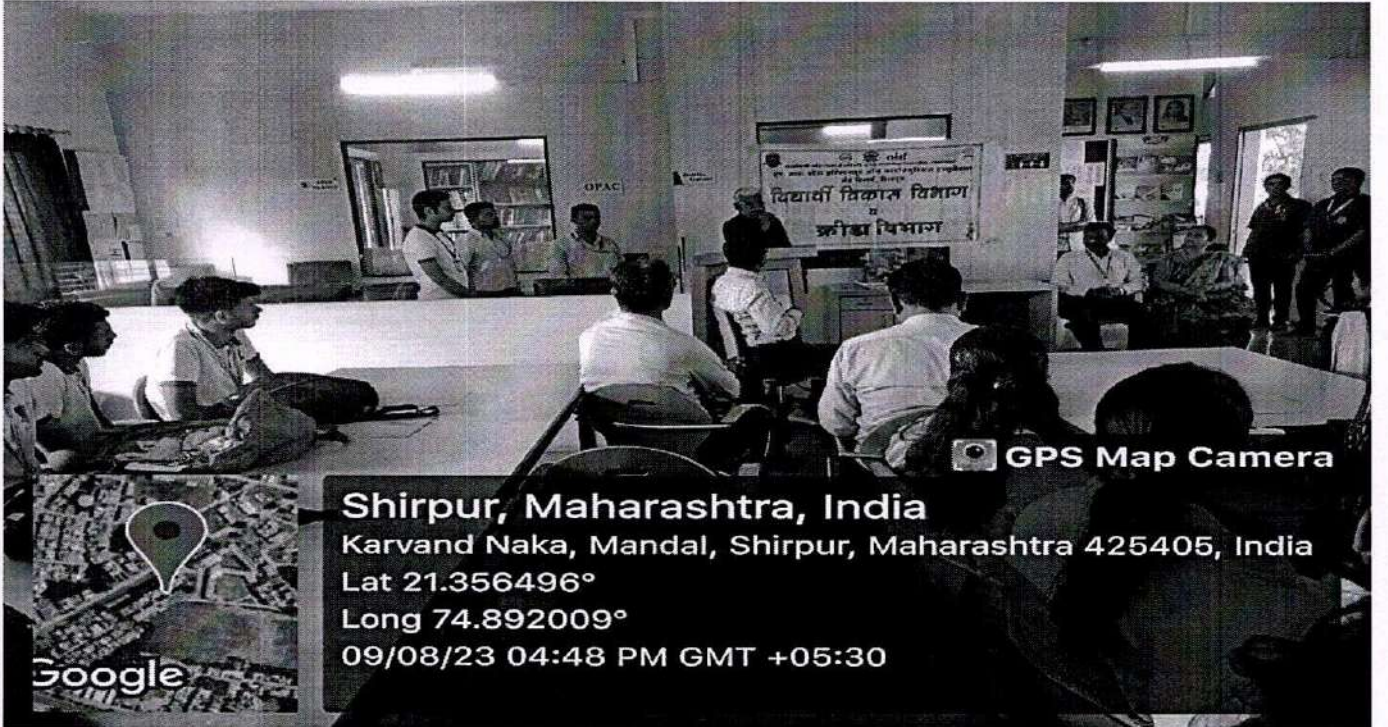 OPAC
विद्यार्थी विकास विभाग
व
क्रीडा विभाग
GPS Map Camera
Shirpur, Maharashtra, India
Karvand Naka, Mandal, Shirpur, Maharashtra 425405, India
Lat 21.356496°
Long 74.892009°
09/08/23 04:48 PM GMT +05:30
Google